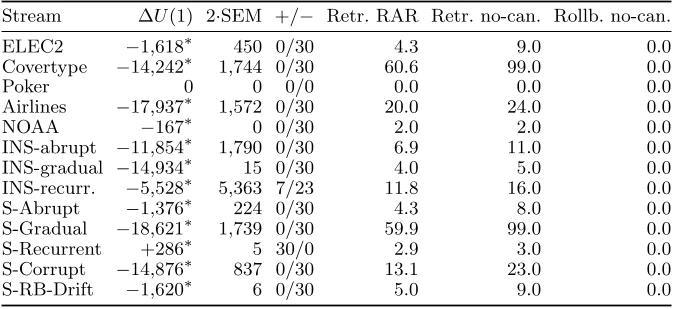 Stream ΔU(1) 2·SEM +/− Retr. RAR Retr. no-can. Rollb. no-can.
ELEC2 −1,618* 450 0/30 4.3 9.0 0.0
Covertype −14,242* 1,744 0/30 60.6 99.0 0.0
Poker 0 0 0/0 0.0 0.0 0.0
Airlines −17,937* 1,572 0/30 20.0 24.0 0.0
NOAA −167* 0 0/30 2.0 2.0 0.0
INS-abrupt −11,854* 1,790 0/30 6.9 11.0 0.0
INS-gradual −14,934* 15 0/30 4.0 5.0 0.0
INS-recurr. −5,528* 5,363 7/23 11.8 16.0 0.0
S-Abrupt −1,376* 224 0/30 4.3 8.0 0.0
S-Gradual −18,621* 1,739 0/30 59.9 99.0 0.0
S-Recurrent +286* 5 30/0 2.9 3.0 0.0
S-Corrupt −14,876* 837 0/30 13.1 23.0 0.0
S-RB-Drift −1,620* 6 0/30 5.0 9.0 0.0